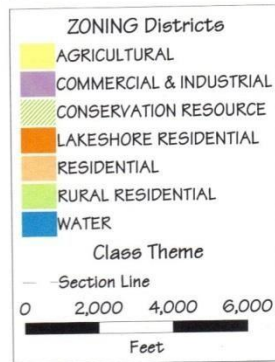 ZONING Districts
AGRICULTURAL
COMMERCIAL & INDUSTRIAL
CONSERVATION RESOURCE
LAKESHORE RESIDENTIAL
RESIDENTIAL
RURAL RESIDENTIAL
WATER
Class Theme
Section Line
0 2,000 4,000 6,000
Feet